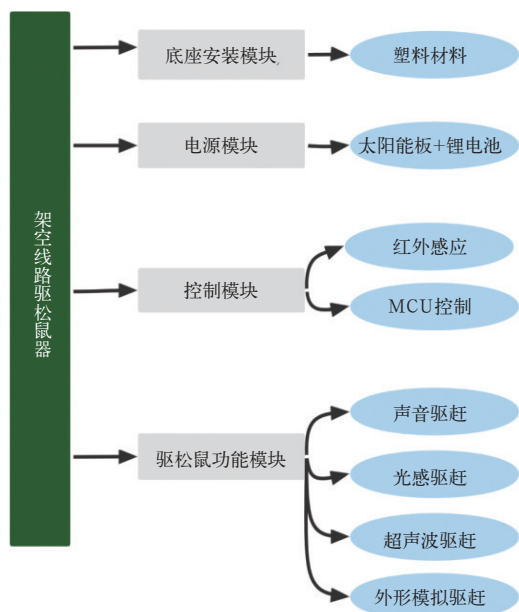 架空线路驱松鼠器
底座安装模块
塑料材料
电源模块
太阳能板+锂电池
控制模块
红外感应
MCU控制
驱松鼠功能模块
声音驱赶
光感驱赶
超声波驱赶
外形模拟驱赶